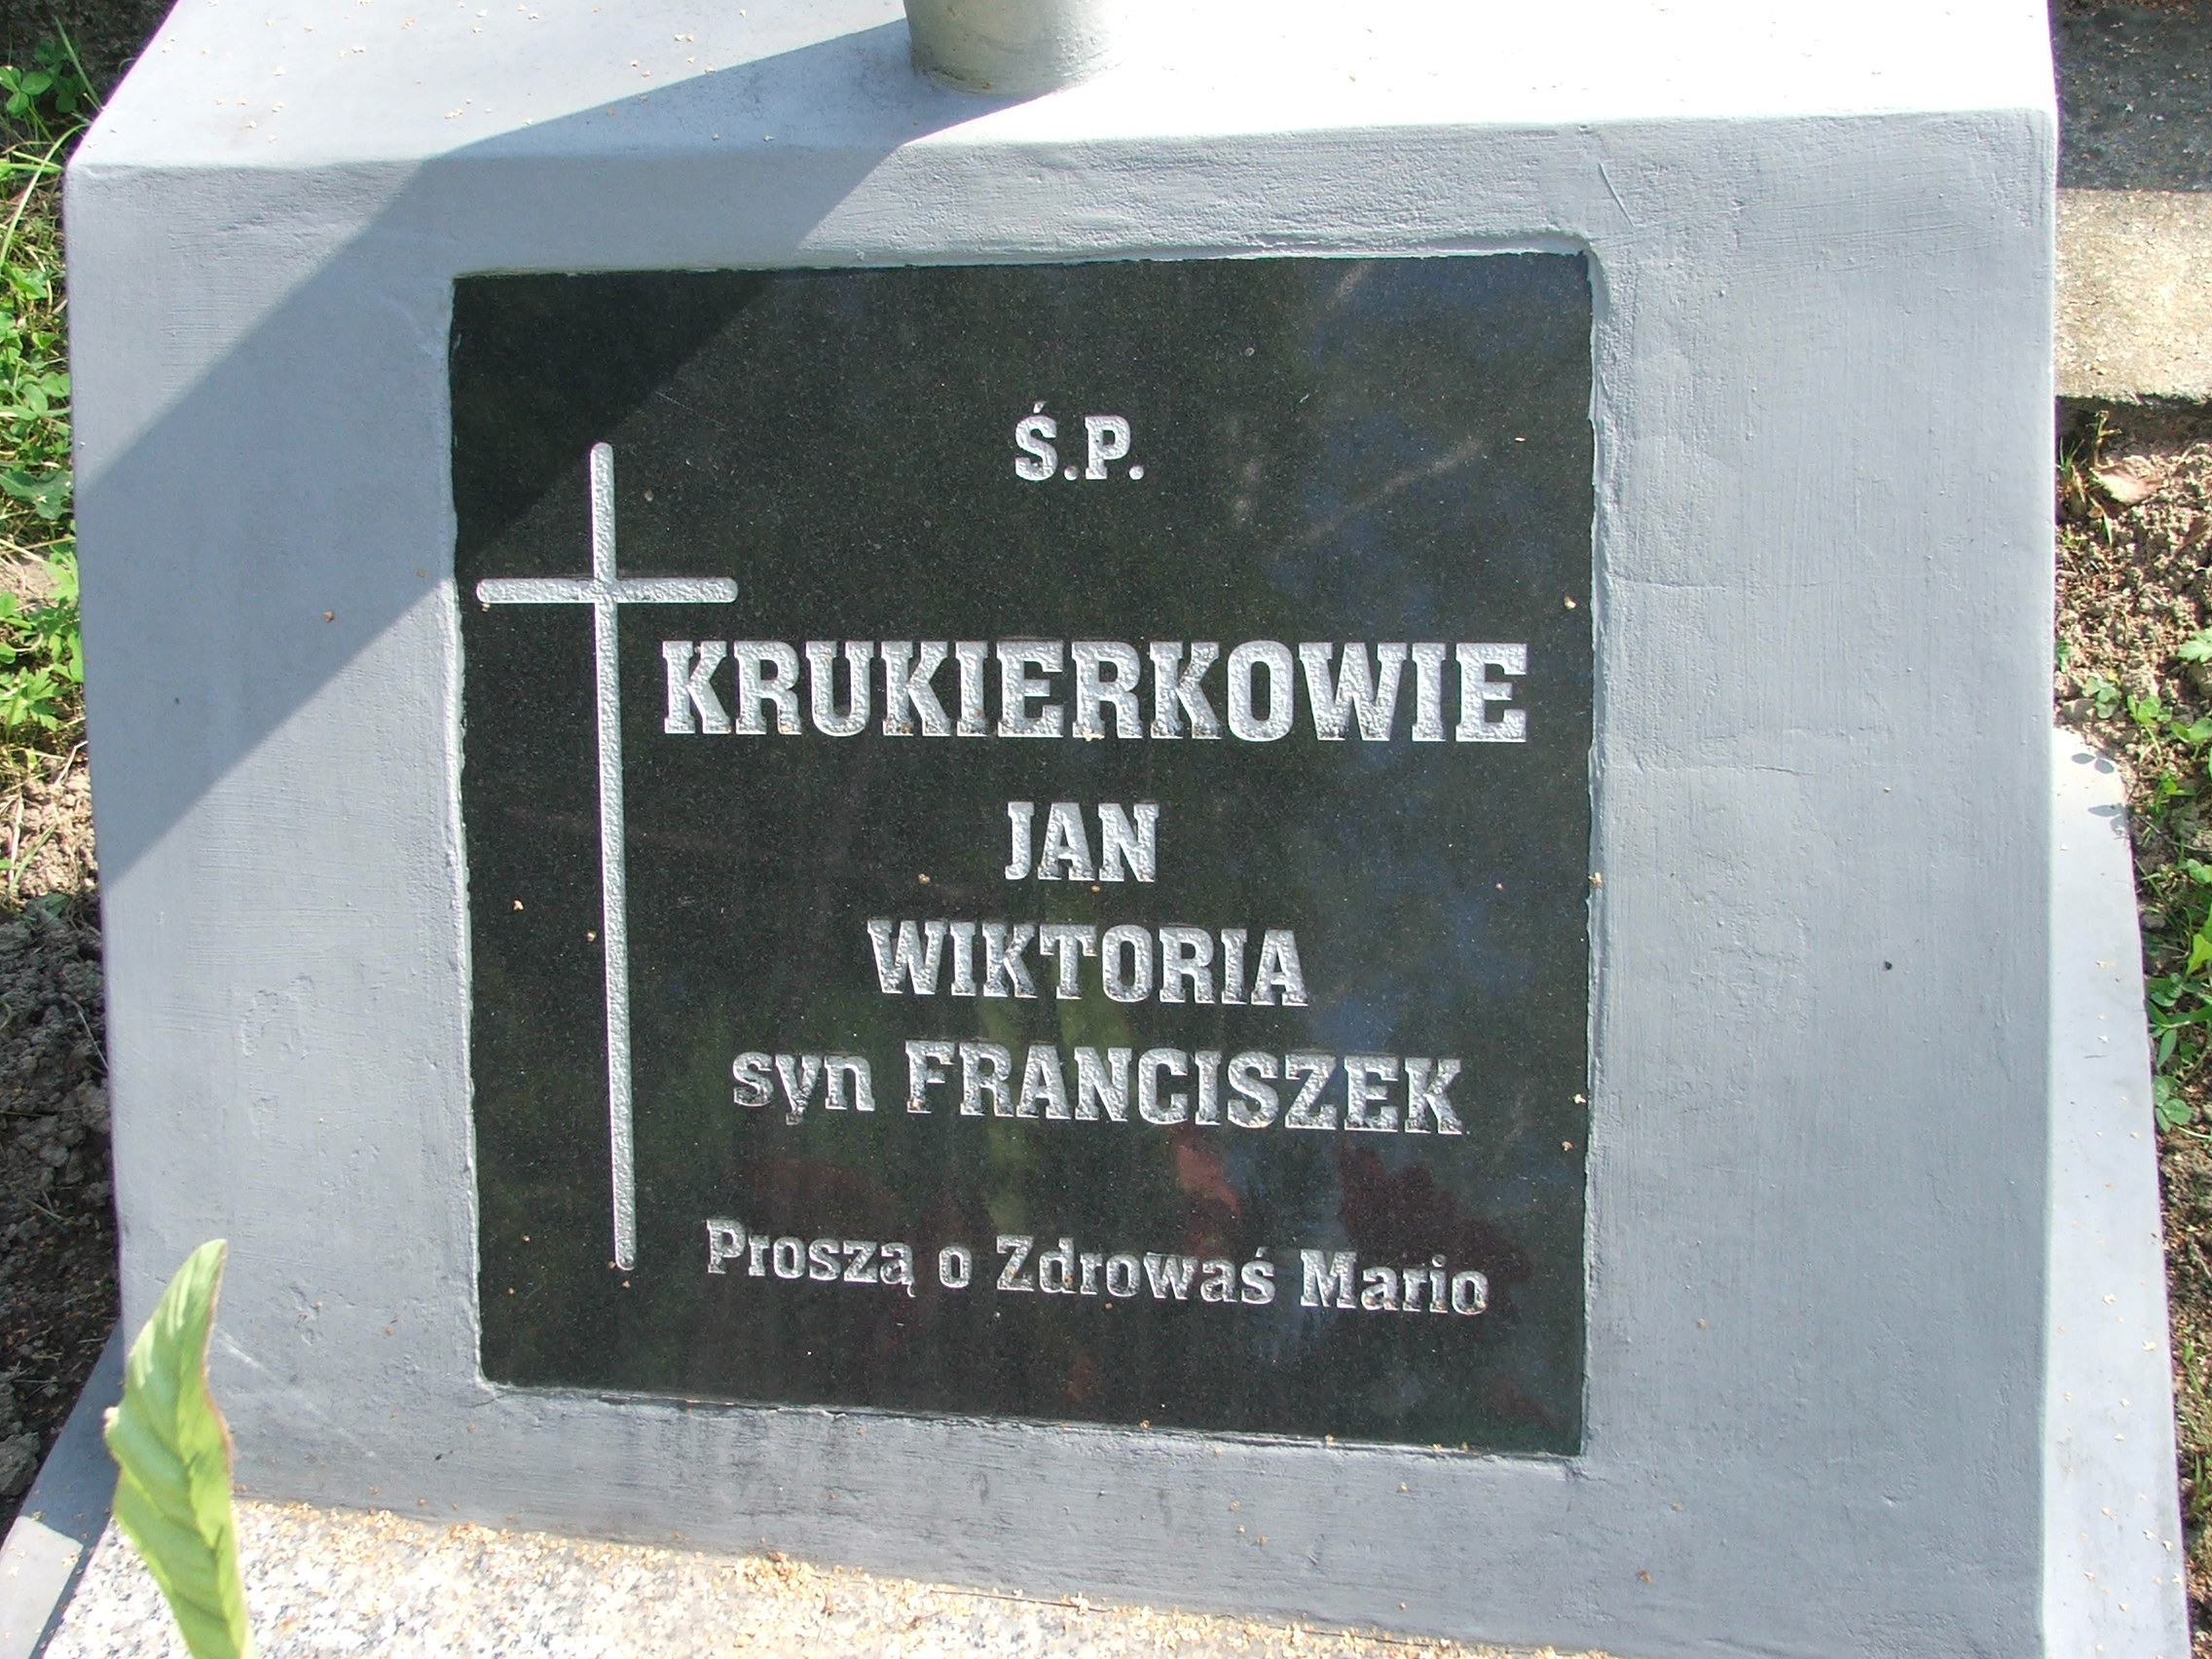 Ś.P.
KRUKIERKOWIE
JAN
WIKTORIA
syn FRANCISZEK
Proszą o Zdrowaś Mario